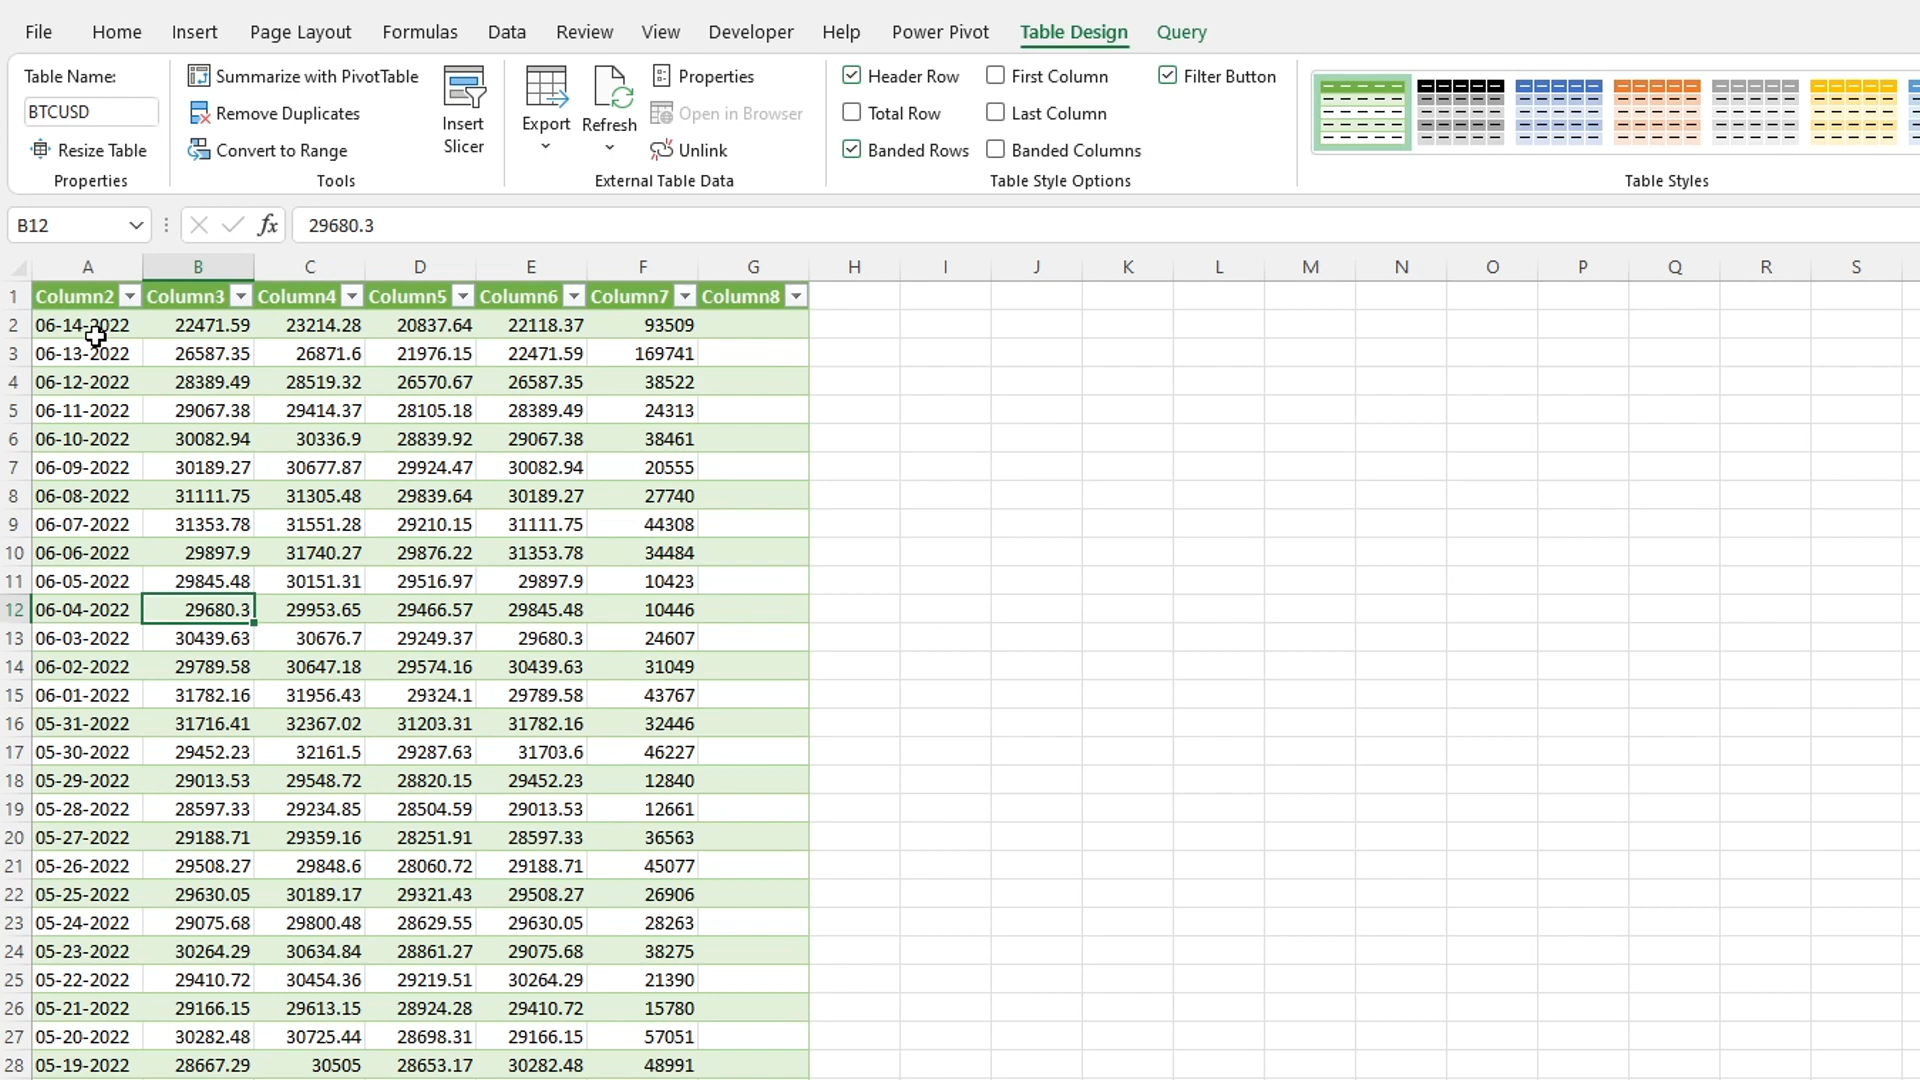 File Home Insert Page Layout Formulas Data Review View Developer Help Power Pivot Table Design Query
Table Name:
BTCUSD
Resize Table
Properties
Summarize with PivotTable
Remove Duplicates
Convert to Range
Tools
Insert
Slicer
Export
Refresh
Properties
Open in Browser
Unlink
External Table Data
Header Row
Total Row
Banded Rows
First Column
Last Column
Banded Columns
Filter Button
Table Style Options
Table Styles
B12 fx 29680.3
A B C D E F G H I J K L M N O P Q R S
1 Column2 Column3 Column4 Column5 Column6 Column7 Column8
2 06-14-2022 22471.59 23214.28 20837.64 22118.37 93509
3 06-13-2022 26587.35 26871.6 21976.15 22471.59 169741
4 06-12-2022 28389.49 28519.32 26570.67 26587.35 38522
5 06-11-2022 29067.38 29414.37 28105.18 28389.49 24313
6 06-10-2022 30082.94 30336.9 28839.92 29067.38 38461
7 06-09-2022 30189.27 30677.87 29924.47 30082.94 20555
8 06-08-2022 31111.75 31305.48 29839.64 30189.27 27740
9 06-07-2022 31353.78 31551.28 29210.15 31111.75 44308
10 06-06-2022 29897.9 31740.27 29876.22 31353.78 34484
11 06-05-2022 29845.48 30151.31 29516.97 29897.9 10423
12 06-04-2022 29680.3 29953.65 29466.57 29845.48 10446
13 06-03-2022 30439.63 30676.7 29249.37 29680.3 24607
14 06-02-2022 29789.58 30647.18 29574.16 30439.63 31049
15 06-01-2022 31782.16 31956.43 29324.1 29789.58 43767
16 05-31-2022 31716.41 32367.02 31203.31 31782.16 32446
17 05-30-2022 29452.23 32161.5 29287.63 31703.6 46227
18 05-29-2022 29013.53 29548.72 28820.15 29452.23 12840
19 05-28-2022 28597.33 29234.85 28504.59 29013.53 12661
20 05-27-2022 29188.71 29359.16 28251.91 28597.33 36563
21 05-26-2022 29508.27 29848.6 28060.72 29188.71 45077
22 05-25-2022 29630.05 30189.17 29321.43 29508.27 26906
23 05-24-2022 29075.68 29800.48 28629.55 29630.05 28263
24 05-23-2022 30264.29 30634.84 28861.27 29075.68 38275
25 05-22-2022 29410.72 30454.36 29219.51 30264.29 21390
26 05-21-2022 29166.15 29613.15 28924.28 29410.72 15780
27 05-20-2022 30282.48 30725.44 28698.31 29166.15 57051
28 05-19-2022 28667.29 30505 28653.17 30282.48 48991